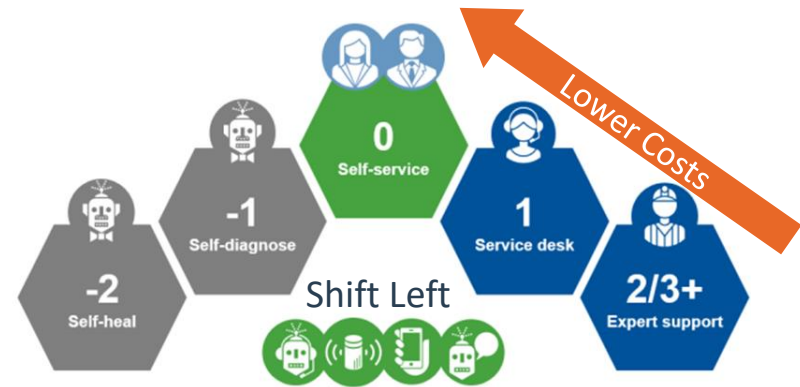 0
Self-service
Lower Costs
-1
Self-diagnose
1
Service desk
-2
Self-heal
Shift Left
2/3+
Expert support